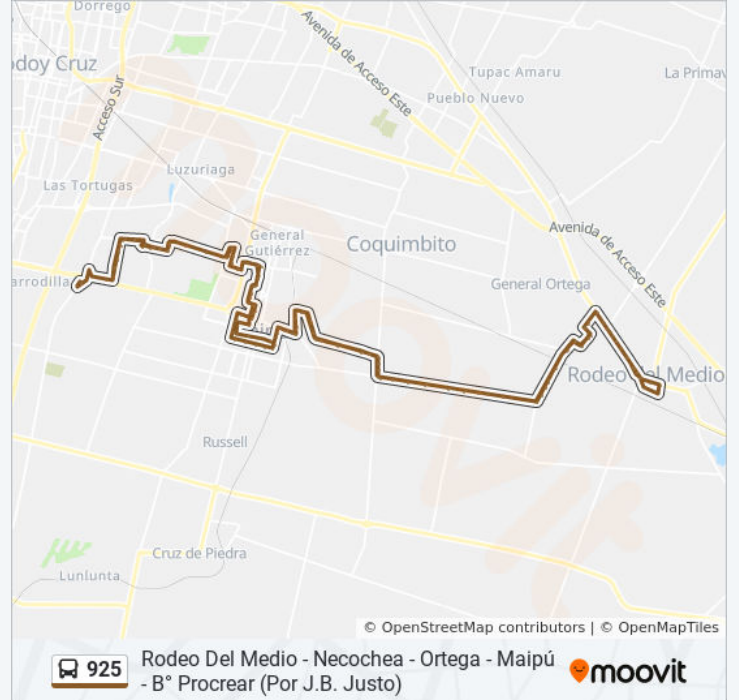 Dorrego
doy Cruz
Avenida de Acceso Este
Tupac Amaru
La Primav
Pueblo Nuevo
Acceso Sur
Luzuriaga
Las Tortugas
General
Gutiérrez
Coquimbito
Avenida de Acceso Este
arrodilla
General Ortega
Rodeo Del Medio
Russell
Cruz de Piedra
Lunlunta
© OpenStreetMap contributors | © OpenMapTiles
925
Rodeo Del Medio - Necochea - Ortega - Maipú
- B° Procrear (Por J.B. Justo)
moovit